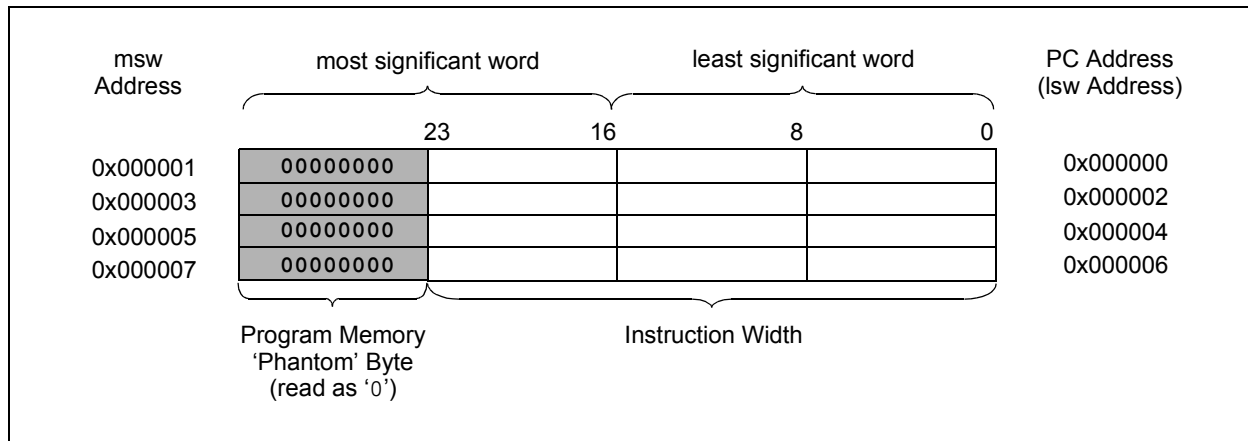 msw
Address
most significant word
least significant word
PC Address
(lsw Address)
23 16 8 0
0x000001 00000000 0x000000
0x000003 00000000 0x000002
0x000005 00000000 0x000004
0x000007 00000000 0x000006
Program Memory
‘Phantom’ Byte
(read as ‘0’)
Instruction Width